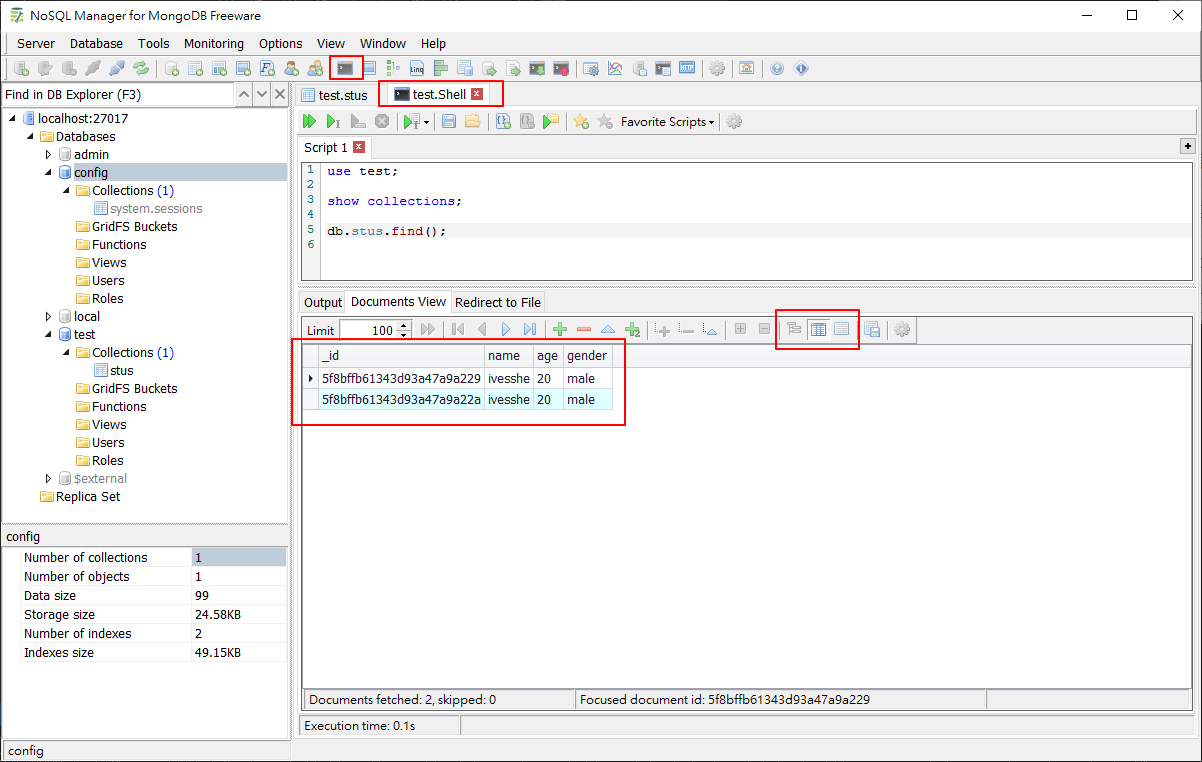 NoSQL Manager for MongoDB Freeware
Server Database Tools Monitoring Options View Window Help
Find in DB Explorer (F3)
localhost:27017
Databases
admin
config
Collections (1)
system.sessions
GridFS Buckets
Functions
Views
Users
Roles
local
test
Collections (1)
stus
GridFS Buckets
Functions
Views
Users
Roles
$external
Replica Set
config
Number of collections 1
Number of objects 1
Data size 99
Storage size 24.58KB
Number of indexes 2
Indexes size 49.15KB
test.stus test.Shell
Favorite Scripts
Script 1
1 use test;
2
3 show collections;
4
5 db.stus.find();
6
Output Documents View Redirect to File
Limit 100
_id name age gender
5f8bffb61343d93a47a9a229 ivesshe 20 male
5f8bffb61343d93a47a9a22a ivesshe 20 male
Documents fetched: 2, skipped: 0 Focused document id: 5f8bffb61343d93a47a9a229
Execution time: 0.1s
config